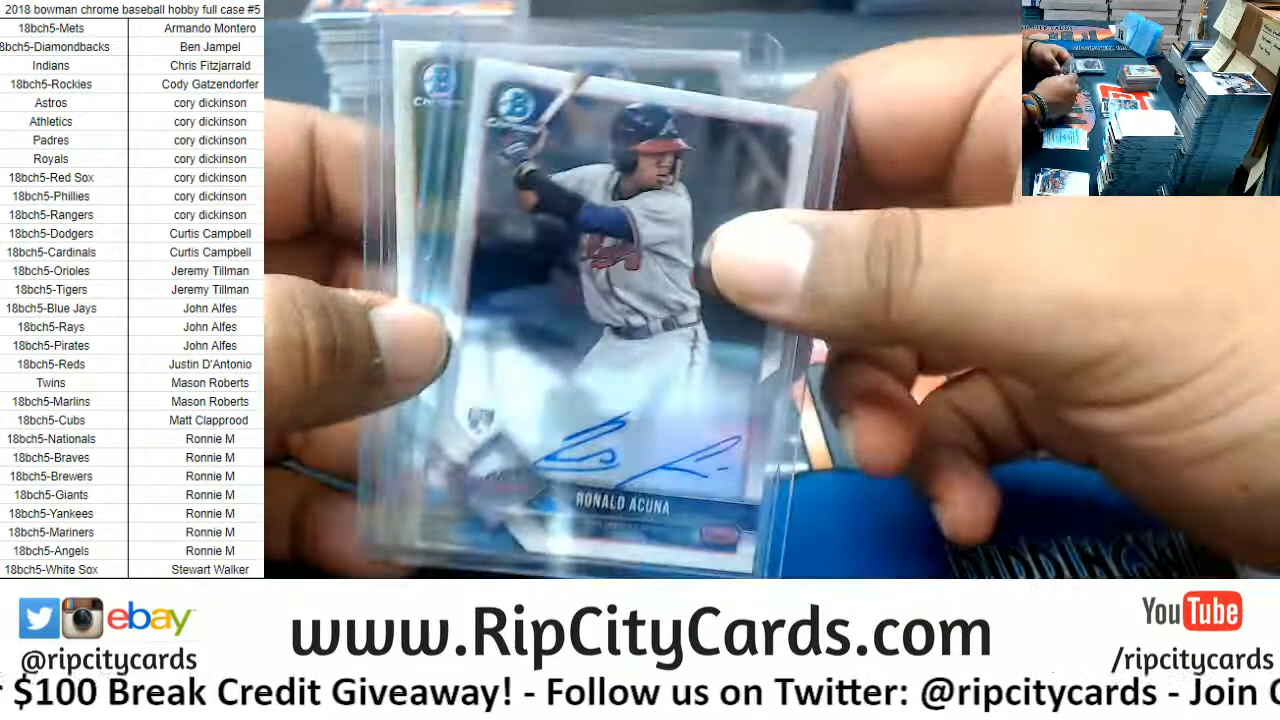 2018 bowman chrome baseball hobby full case #5
18bch5-Mets Armando Montero
8bch5-Diamondbacks Ben Jampel
Indians Chris Fitzjarrald
18bch5-Rockies Cody Gatzendorfer
Astros cory dickinson
Athletics cory dickinson
Padres cory dickinson
Royals cory dickinson
18bch5-Red Sox cory dickinson
18bch5-Phillies cory dickinson
18bch5-Rangers cory dickinson
18bch5-Dodgers Curtis Campbell
18bch5-Cardinals Curtis Campbell
18bch5-Orioles Jeremy Tillman
18bch5-Tigers Jeremy Tillman
18bch5-Blue Jays John Alfes
18bch5-Rays John Alfes
18bch5-Pirates John Alfes
18bch5-Reds Justin D'Antonio
Twins Mason Roberts
18bch5-Marlins Mason Roberts
18bch5-Cubs Matt Clapprood
18bch5-Nationals Ronnie M
18bch5-Braves Ronnie M
18bch5-Brewers Ronnie M
18bch5-Giants Ronnie M
18bch5-Yankees Ronnie M
18bch5-Mariners Ronnie M
18bch5-Angels Ronnie M
18bch5-White Sox Stewart Walker
RONALD ACUNA
ebay
@ripcitycards
www.RipCityCards.com
YouTube
/ripcitycards
$100 Break Credit Giveaway! - Follow us on Twitter: @ripcitycards - Join